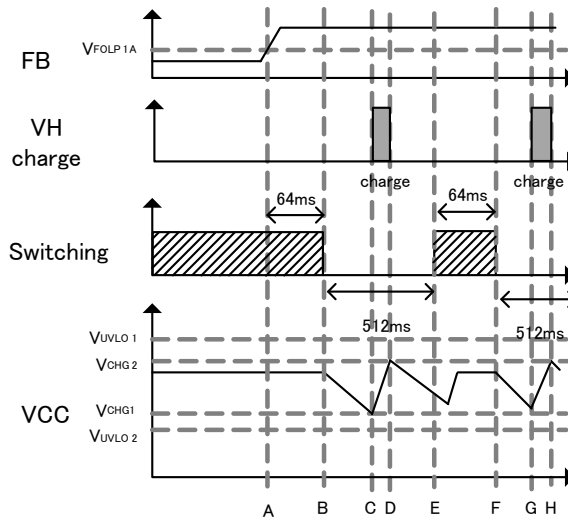 FB
VFOLP1A
VH
charge
charge
charge
64ms
64ms
Switching
512ms
512ms
VUVLO1
VCHG2
VCC
VCHG1
VUVLO2
A B C D E F G H